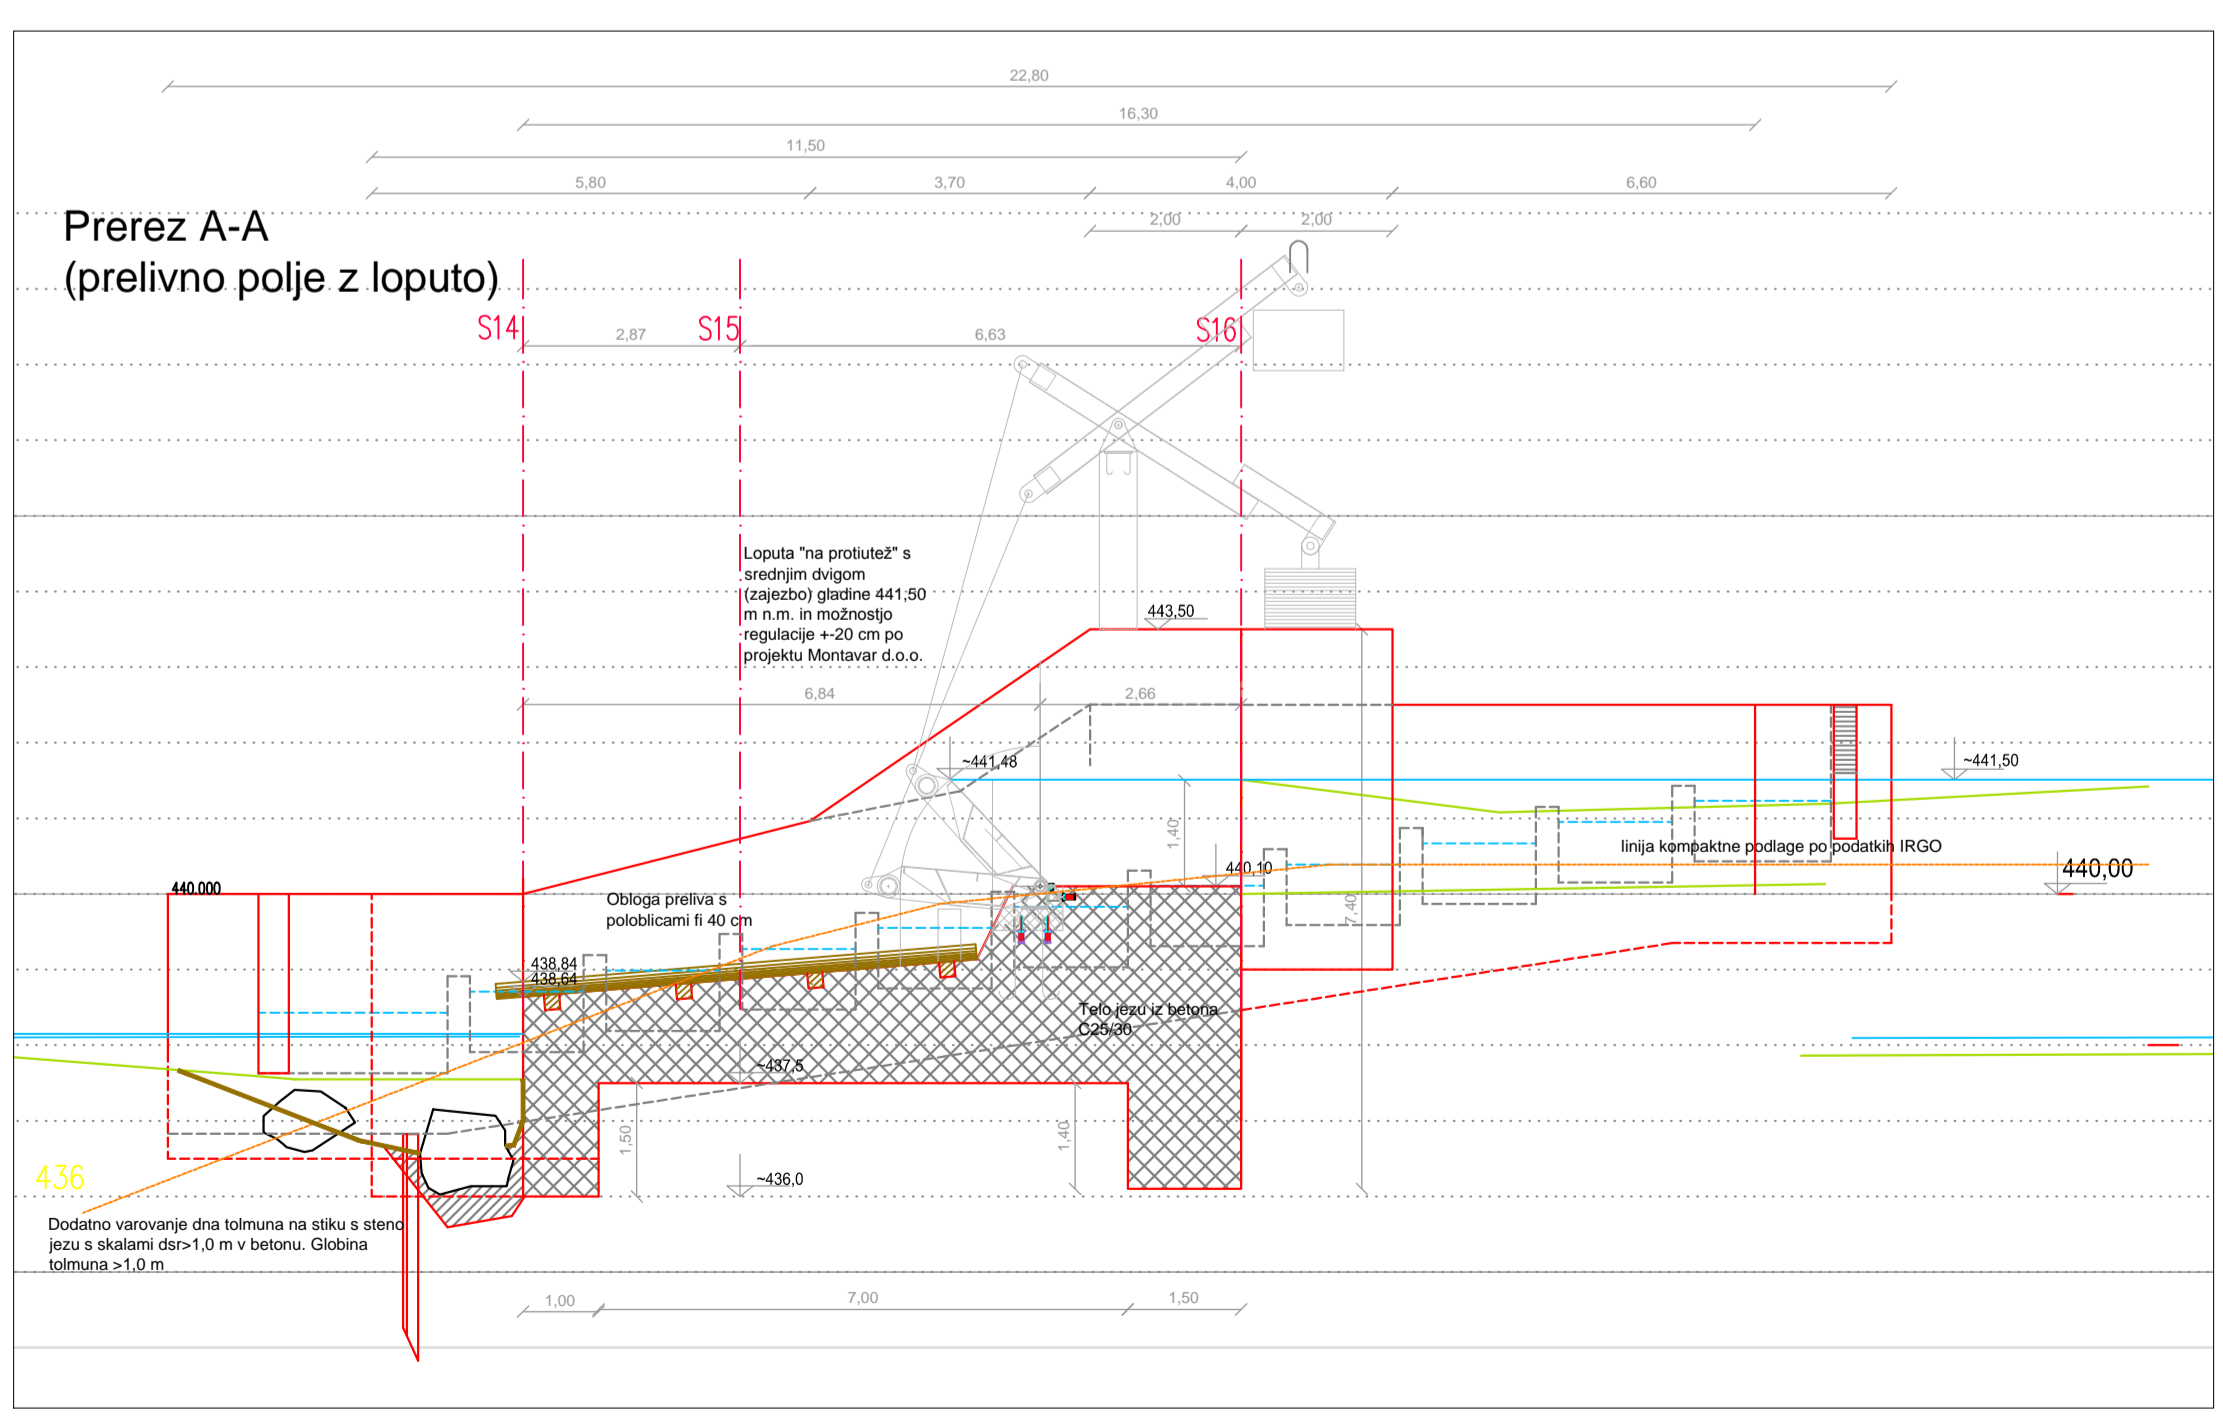 22,80
16,30
11,50
5,80
3,70
4,00
6,60
2,00
2,00
Prerez A-A
(prelivno polje z loputo)
S14
S15
S16
2,87
6,63
Loputa "na protiutež" s
srednjim dvigom
(zajezbo) gladine 441,50
m n.m. in možnostjo
regulacije +-20 cm po
projektu Montavar d.o.o.
443,50
6,84
2,66
~441,48
~441,50
1,40
linija kompaktne podlage po podatkih IRGO
440,10
440,00
440.000
Obloga preliva s
poloblicami fi 40 cm
7,40
438,84
438,64
Telo jezu iz betona
C25/30
~437,5
1,50
1,40
436
~436,0
Dodatno varovanje dna tolmuna na stiku s steno
jezu s skalami dsr>1,0 m v betonu. Globina
tolmuna >1,0 m
1,00
7,00
1,50